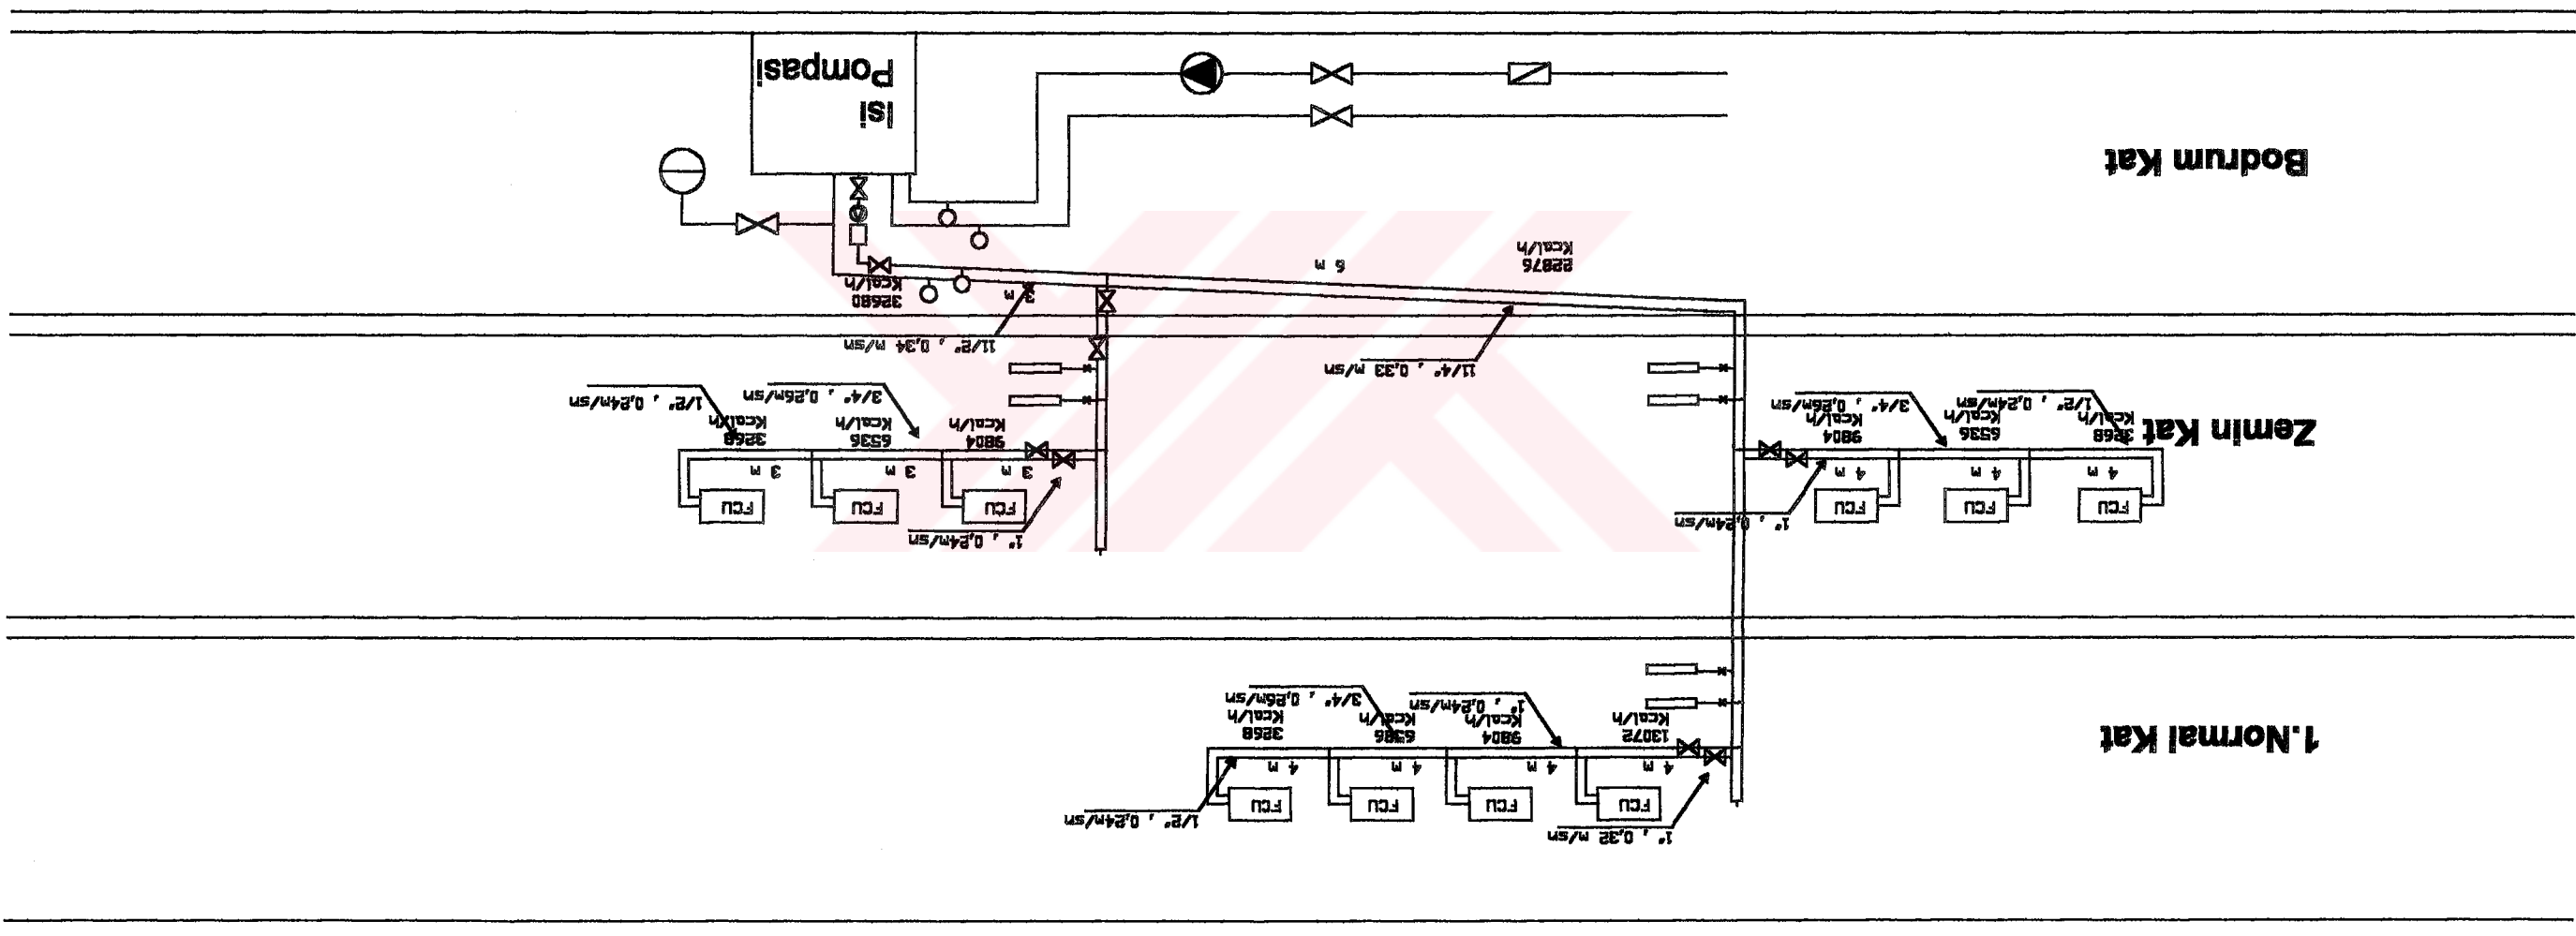 1.Normal Kat
1" , 0,32 m/sn
1/2" , 0,24m/sn
FCU
FCU
FCU
FCU
4 m
4 m
4 m
4 m
13072
Kcal/h
9804
Kcal/h
6386
Kcal/h
3268
Kcal/h
1" , 0,24m/sn
3/4" , 0,26m/sn
Zemin Kat
1" , 0,24m/sn
FCU
FCU
FCU
4 m
4 m
4 m
3268
Kcal/h
6536
Kcal/h
9804
Kcal/h
1/2" , 0,24m/sn
3/4" , 0,26m/sn
1" , 0,24m/sn
FCU
FCU
FCU
3 m
3 m
3 m
9804
Kcal/h
6536
Kcal/h
3268
Kcal/h
3/4" , 0,26m/sn
1/2" , 0,24m/sn
11/4" , 0,33 m/sn
11/2" , 0,34 m/sn
Bodrum Kat
22876
Kcal/h
6 m
3 m
32680
Kcal/h
Isi
Pompasi